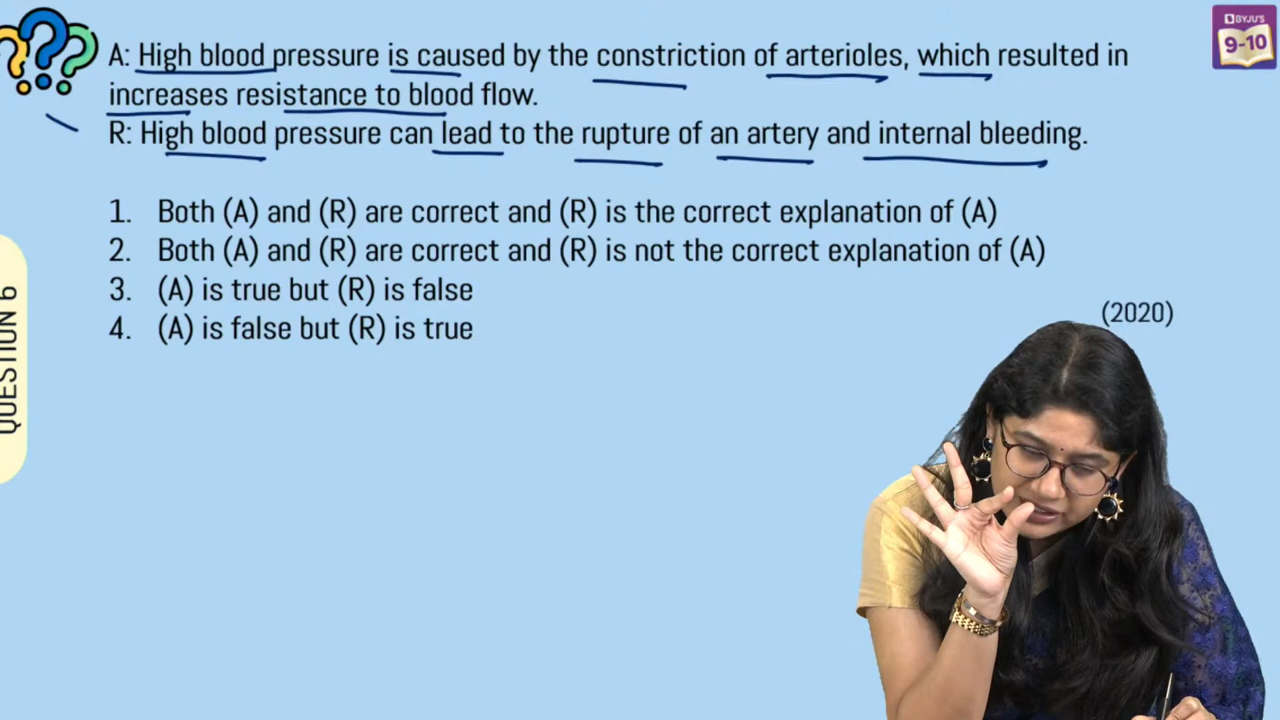 BYJU'S
9-10
A: High blood pressure is caused by the constriction of arterioles, which resulted in
increases resistance to blood flow.
R: High blood pressure can lead to the rupture of an artery and internal bleeding.
1. Both (A) and (R) are correct and (R) is the correct explanation of (A)
2. Both (A) and (R) are correct and (R) is not the correct explanation of (A)
3. (A) is true but (R) is false
4. (A) is false but (R) is true
(2020)
QUESTION 6